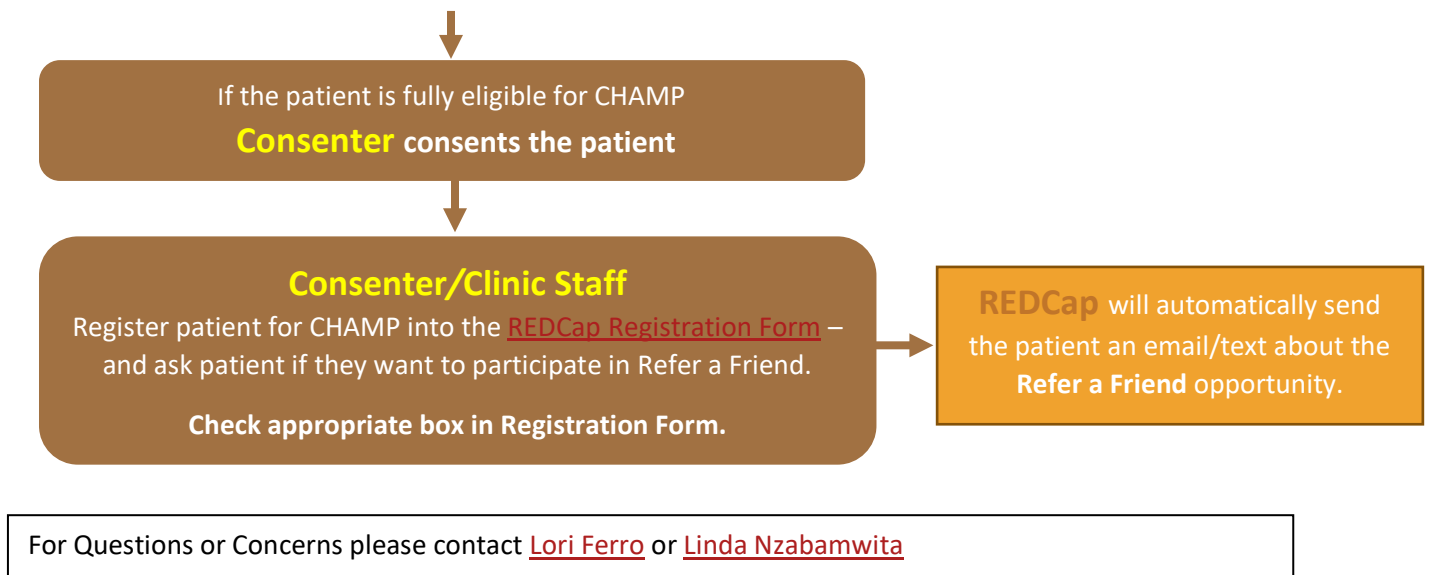 If the patient is fully eligible for CHAMP
Consenter consents the patient
Consenter/Clinic Staff
Register patient for CHAMP into the REDCap Registration Form –
and ask patient if they want to participate in Refer a Friend.
Check appropriate box in Registration Form.
REDCap will automatically send
the patient an email/text about the
Refer a Friend opportunity.
For Questions or Concerns please contact Lori Ferro or Linda Nzabamwita